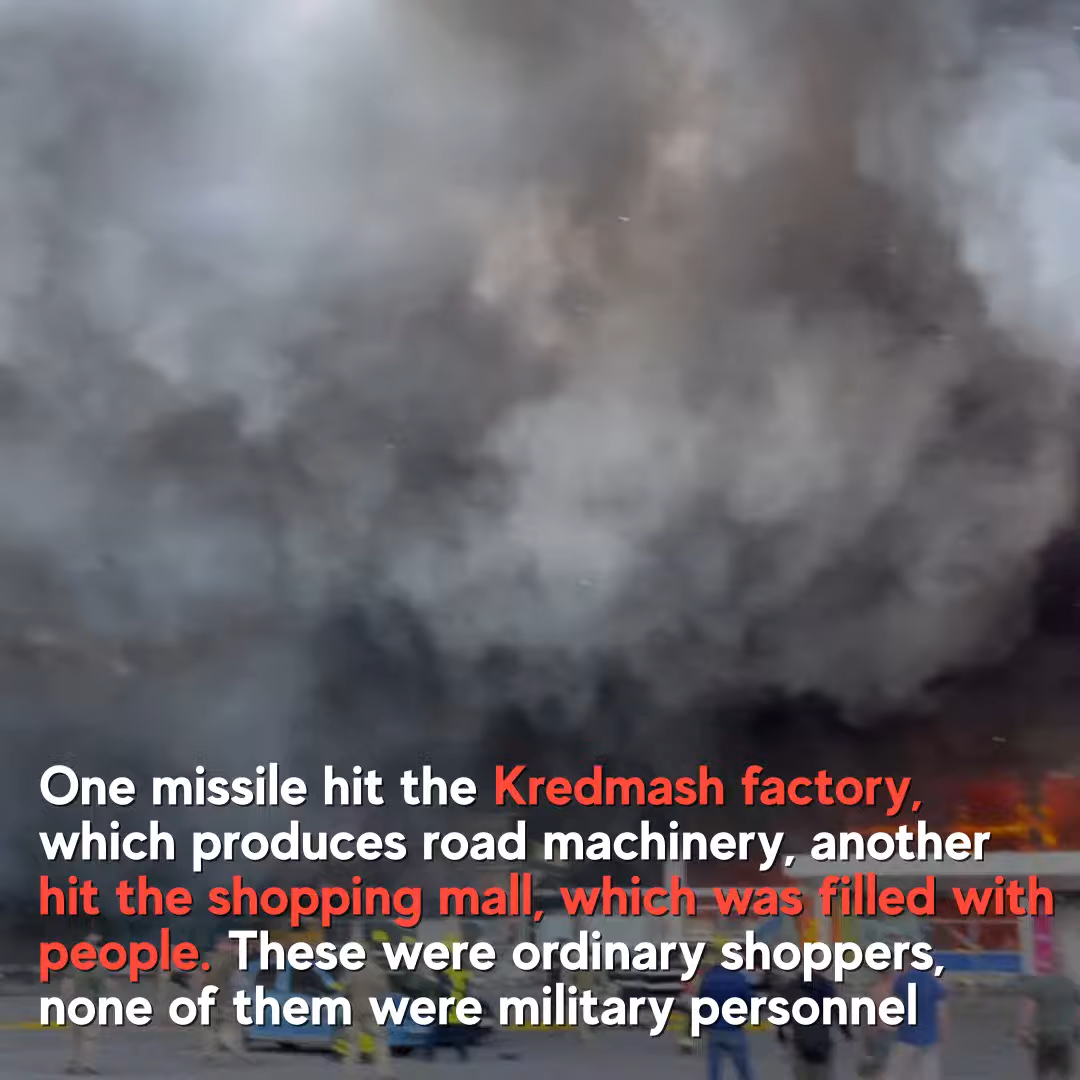 One missile hit the Kredmash factory,
which produces road machinery, another
hit the shopping mall, which was filled with
people. These were ordinary shoppers,
none of them were military personnel